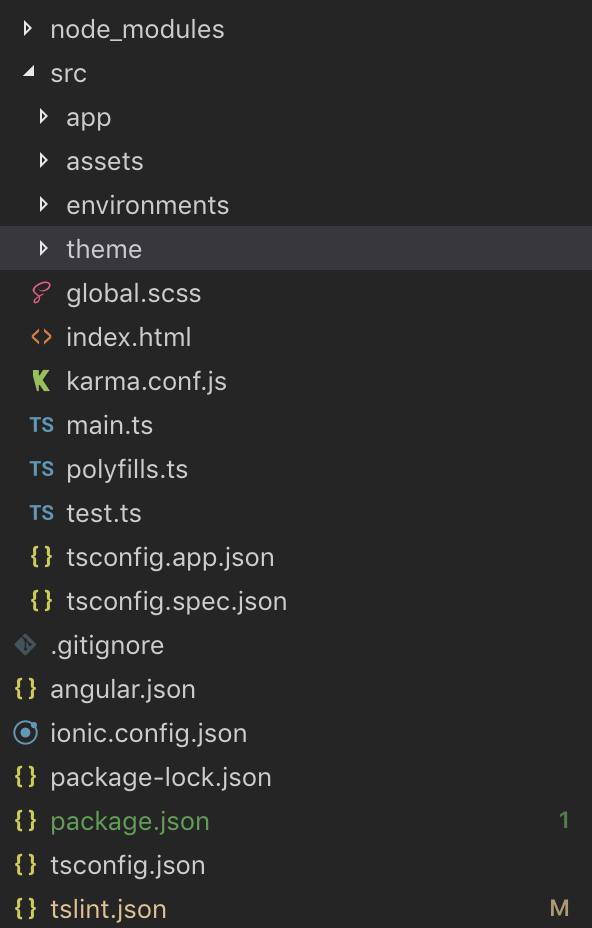 node_modules
src
app
assets
environments
theme
global.scss
<> index.html
K karma.conf.js
TS main.ts
TS polyfills.ts
TS test.ts
{} tsconfig.app.json
{} tsconfig.spec.json
.gitignore
{} angular.json
ionic.config.json
{} package-lock.json
{} package.json 1
{} tsconfig.json
{} tslint.json M